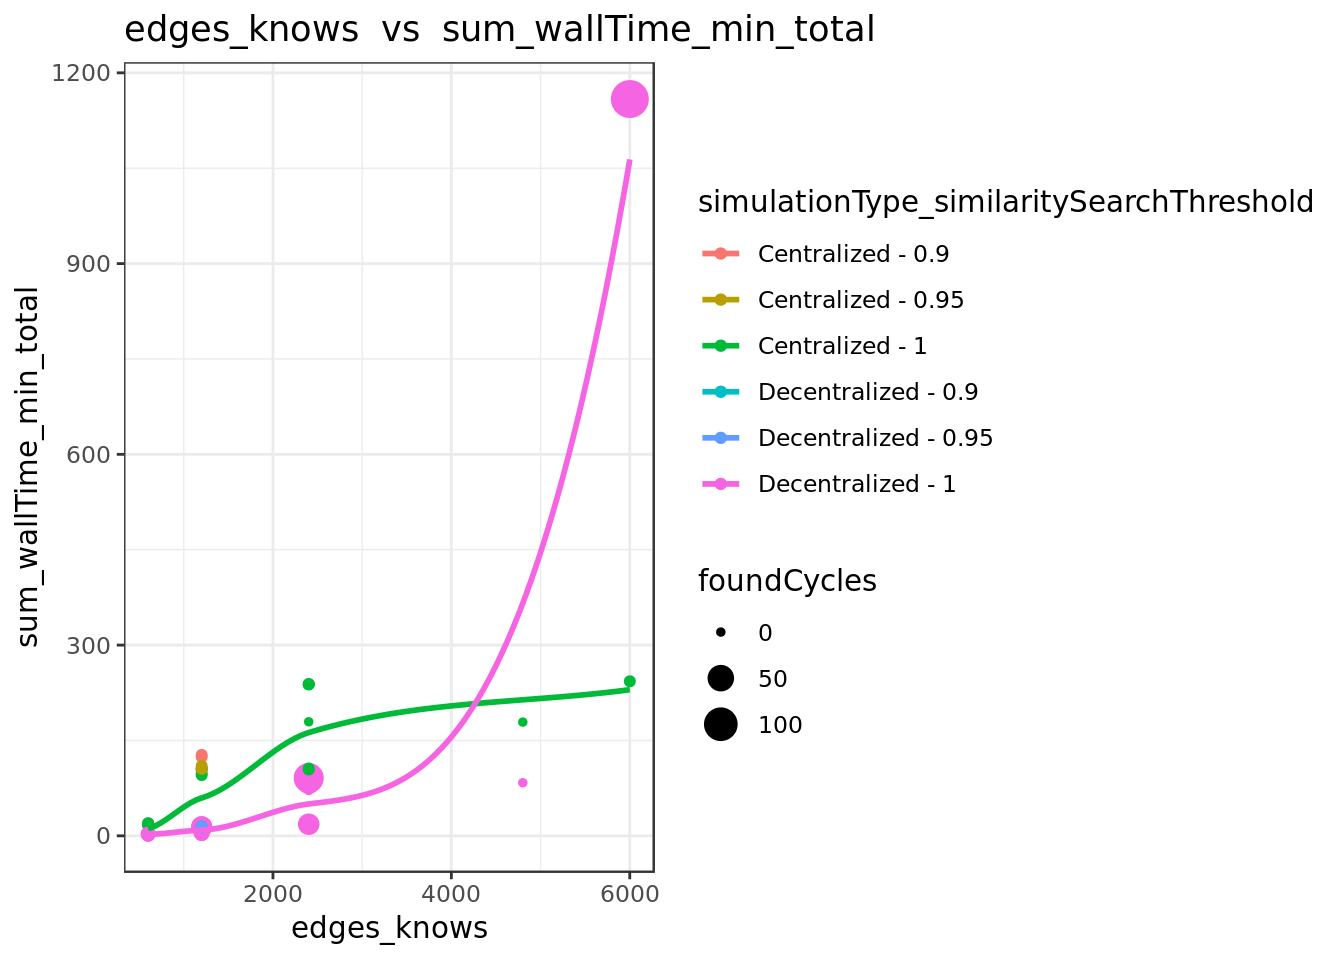 edges_knows  vs  sum_wallTime_min_total
sum_wallTime_min_total
1200
900
600
300
0
2000
4000
6000
edges_knows
simulationType_similaritySearchThreshold
Centralized - 0.9
Centralized - 0.95
Centralized - 1
Decentralized - 0.9
Decentralized - 0.95
Decentralized - 1
foundCycles
0
50
100